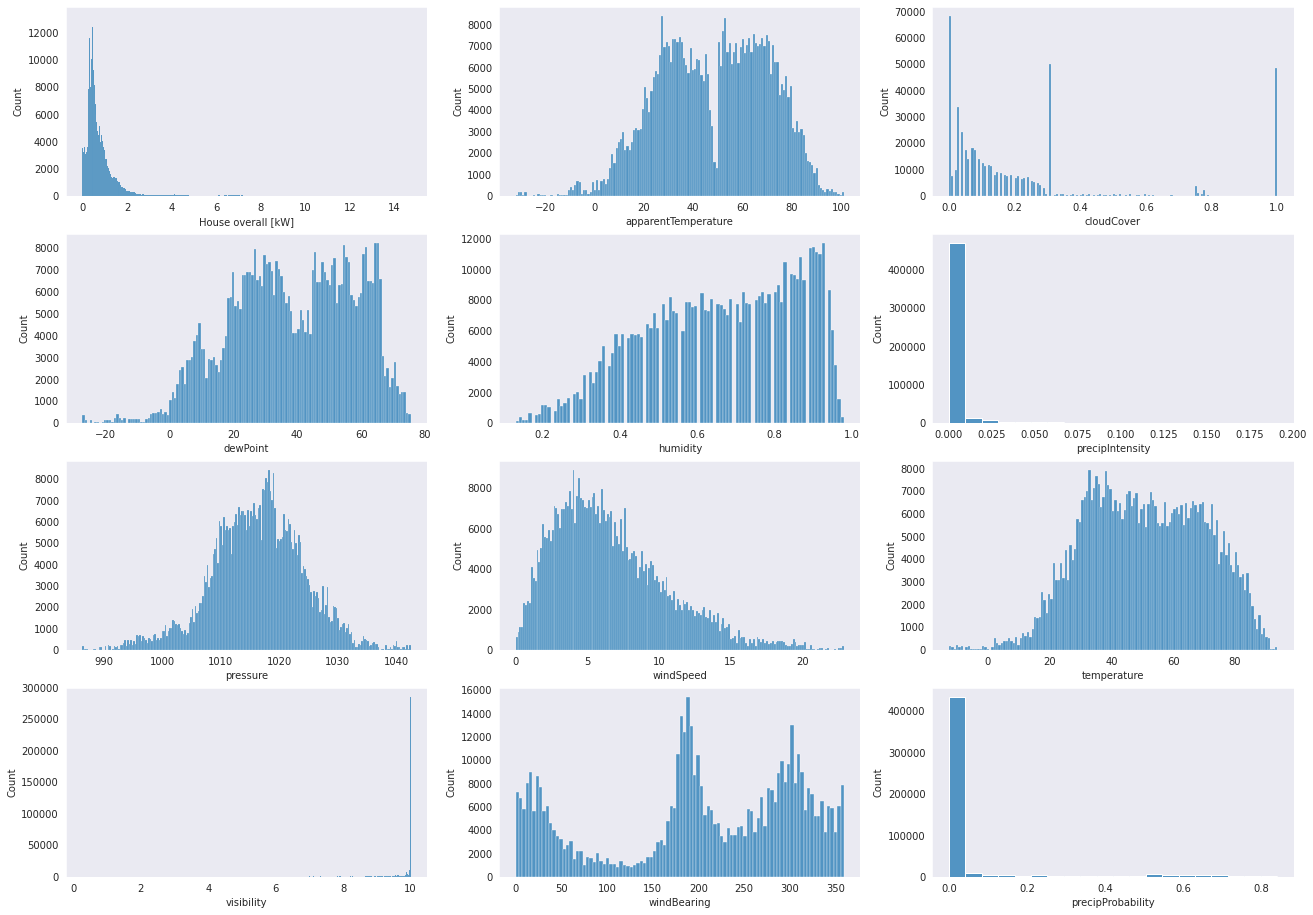 Count
12000
10000
8000
6000
4000
2000
0
0 2 4 6 8 10 12 14
House overall [kW]
Count
8000
7000
6000
5000
4000
3000
2000
1000
0
−20 0 20 40 60 80 100
apparentTemperature
Count
70000
60000
50000
40000
30000
20000
10000
0
0.0 0.2 0.4 0.6 0.8 1.0
cloudCover
Count
8000
7000
6000
5000
4000
3000
2000
1000
0
−20 0 20 40 60 80
dewPoint
Count
12000
10000
8000
6000
4000
2000
0
0.2 0.4 0.6 0.8 1.0
humidity
Count
400000
300000
200000
100000
0
0.000 0.025 0.050 0.075 0.100 0.125 0.150 0.175 0.200
precipIntensity
Count
8000
7000
6000
5000
4000
3000
2000
1000
0
990 1000 1010 1020 1030 1040
pressure
Count
8000
6000
4000
2000
0
0 5 10 15 20
windSpeed
Count
8000
7000
6000
5000
4000
3000
2000
1000
0
0 20 40 60 80
temperature
Count
300000
250000
200000
150000
100000
50000
0
0 2 4 6 8 10
visibility
Count
16000
14000
12000
10000
8000
6000
4000
2000
0
0 50 100 150 200 250 300 350
windBearing
Count
400000
300000
200000
100000
0
0.0 0.2 0.4 0.6 0.8
precipProbability